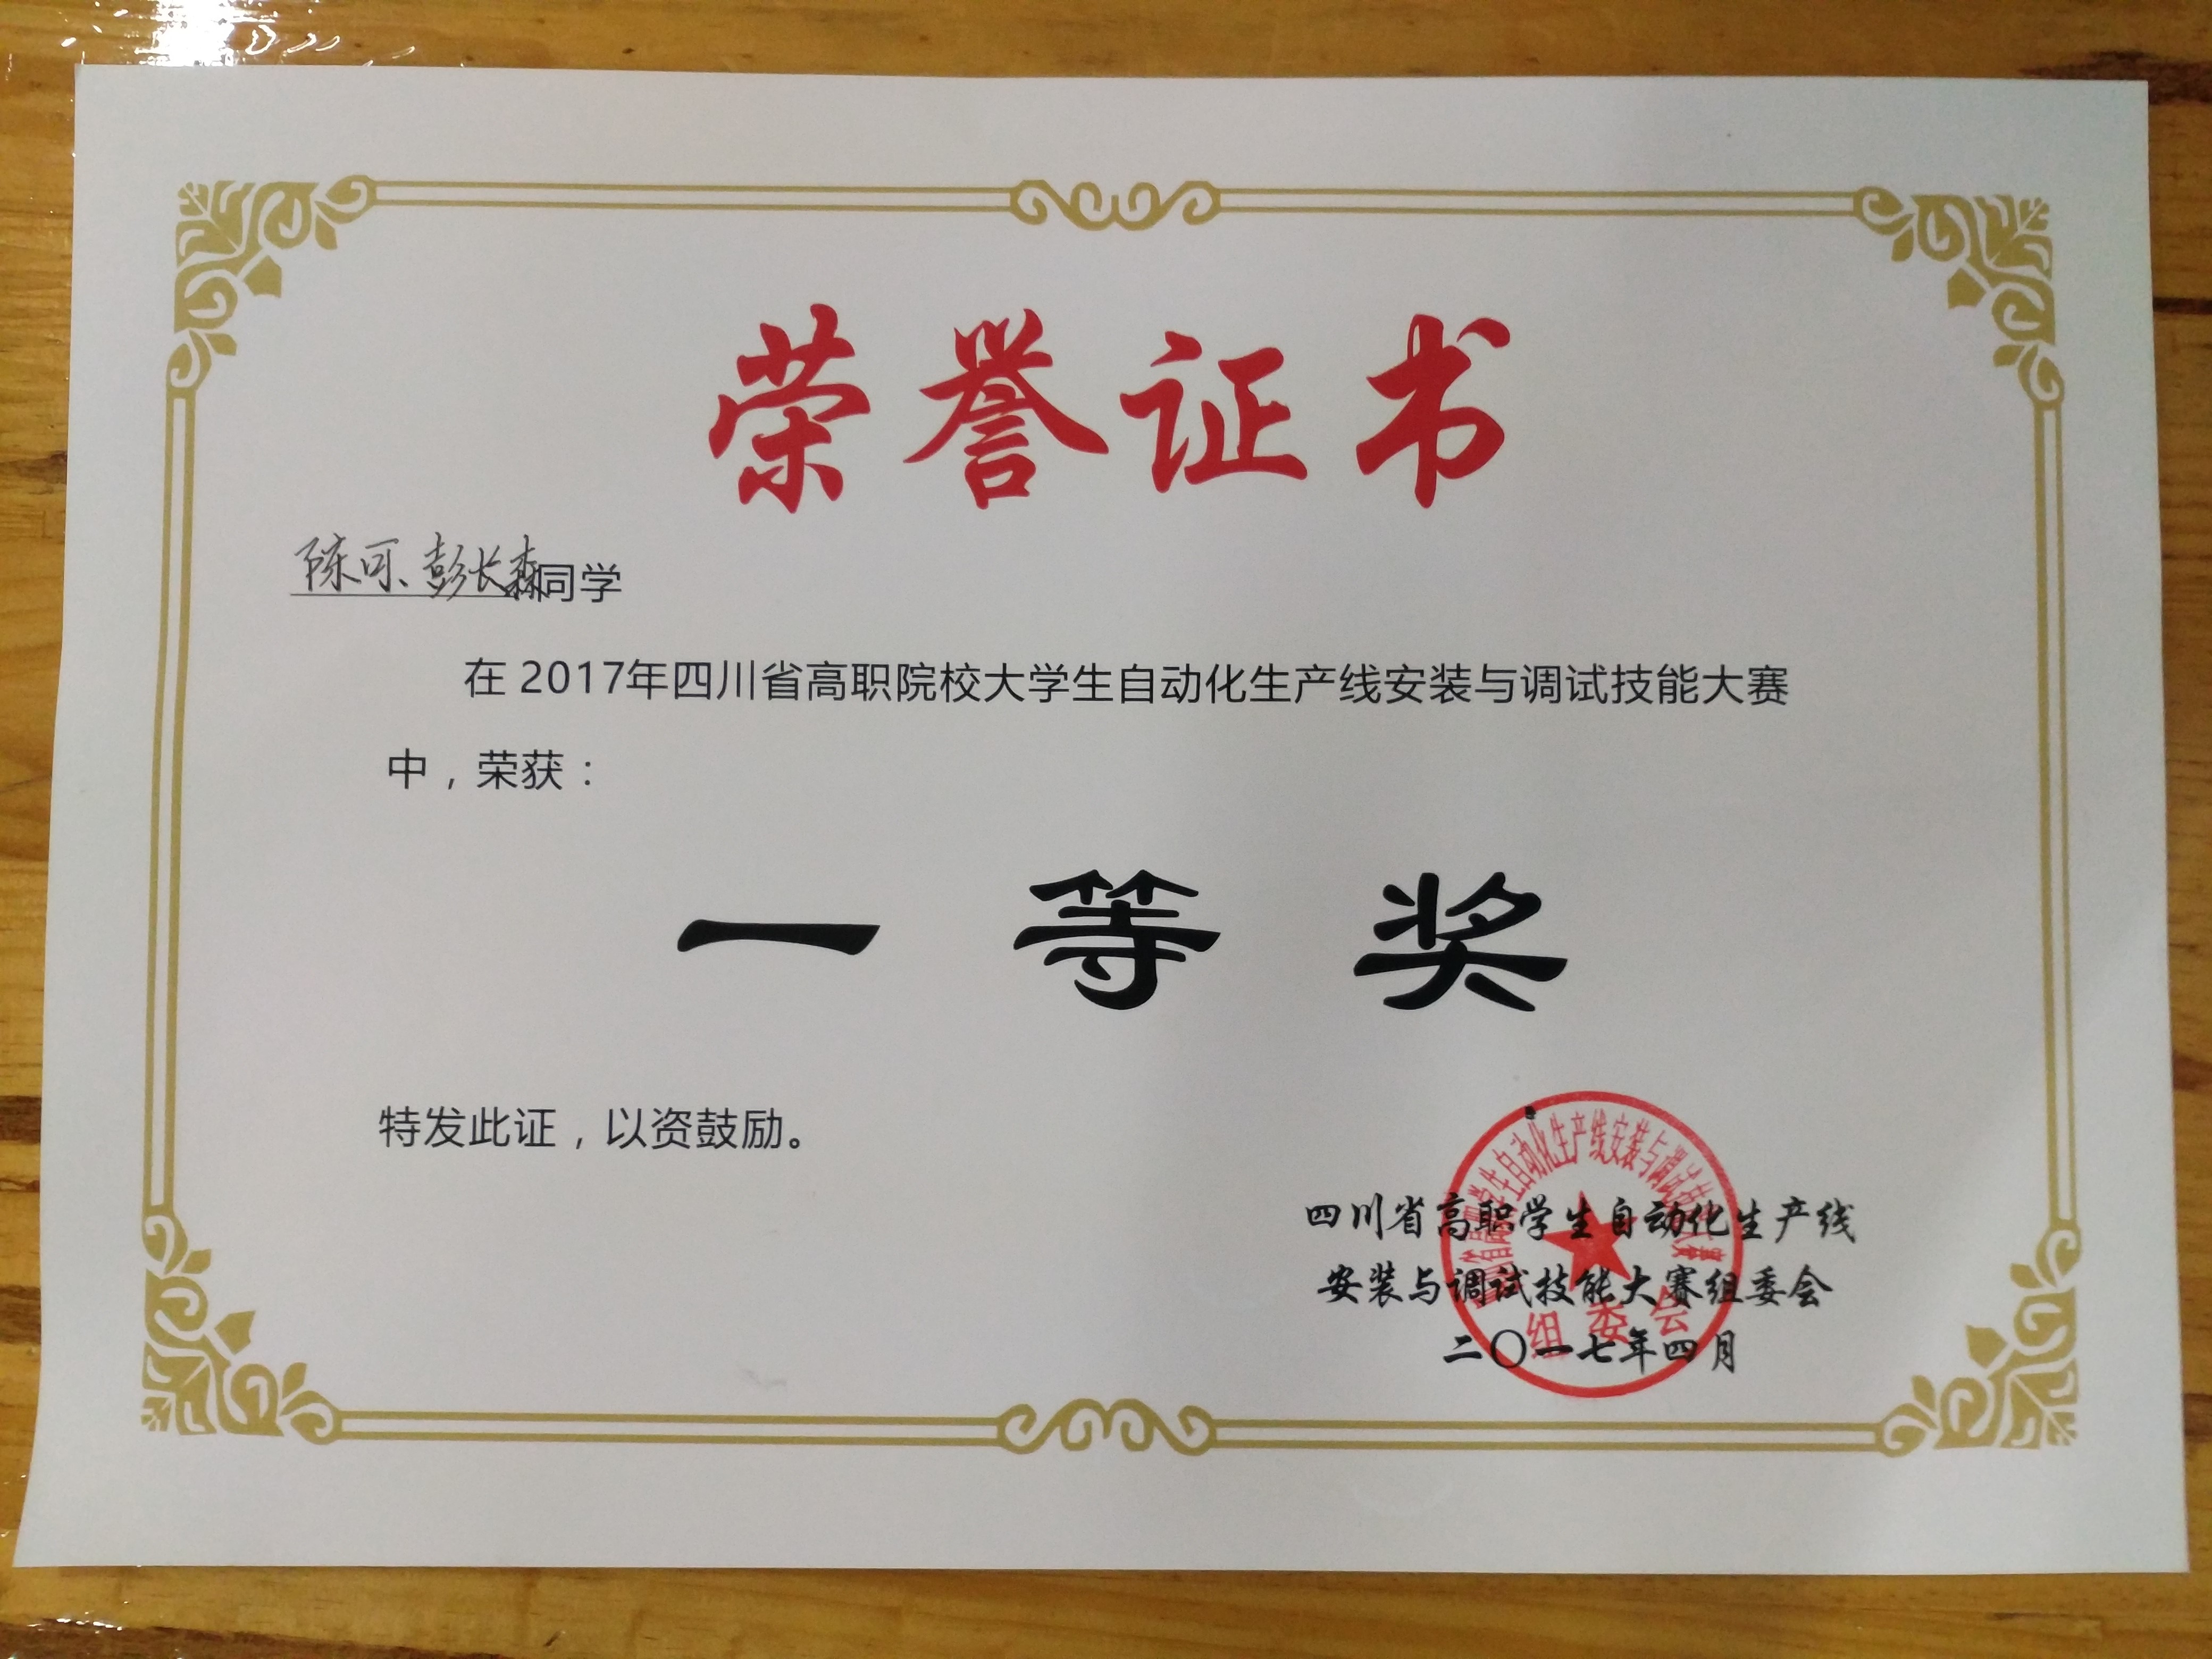 荣誉证书
陈可、彭长森同学
在 2017年四川省高职院校大学生自动化生产线安装与调试技能大赛
中，荣获：
一等奖
特发此证，以资鼓励。
四川省高职学生自动化生产线
安装与调试技能大赛组委会
二〇一七年四月
组委会